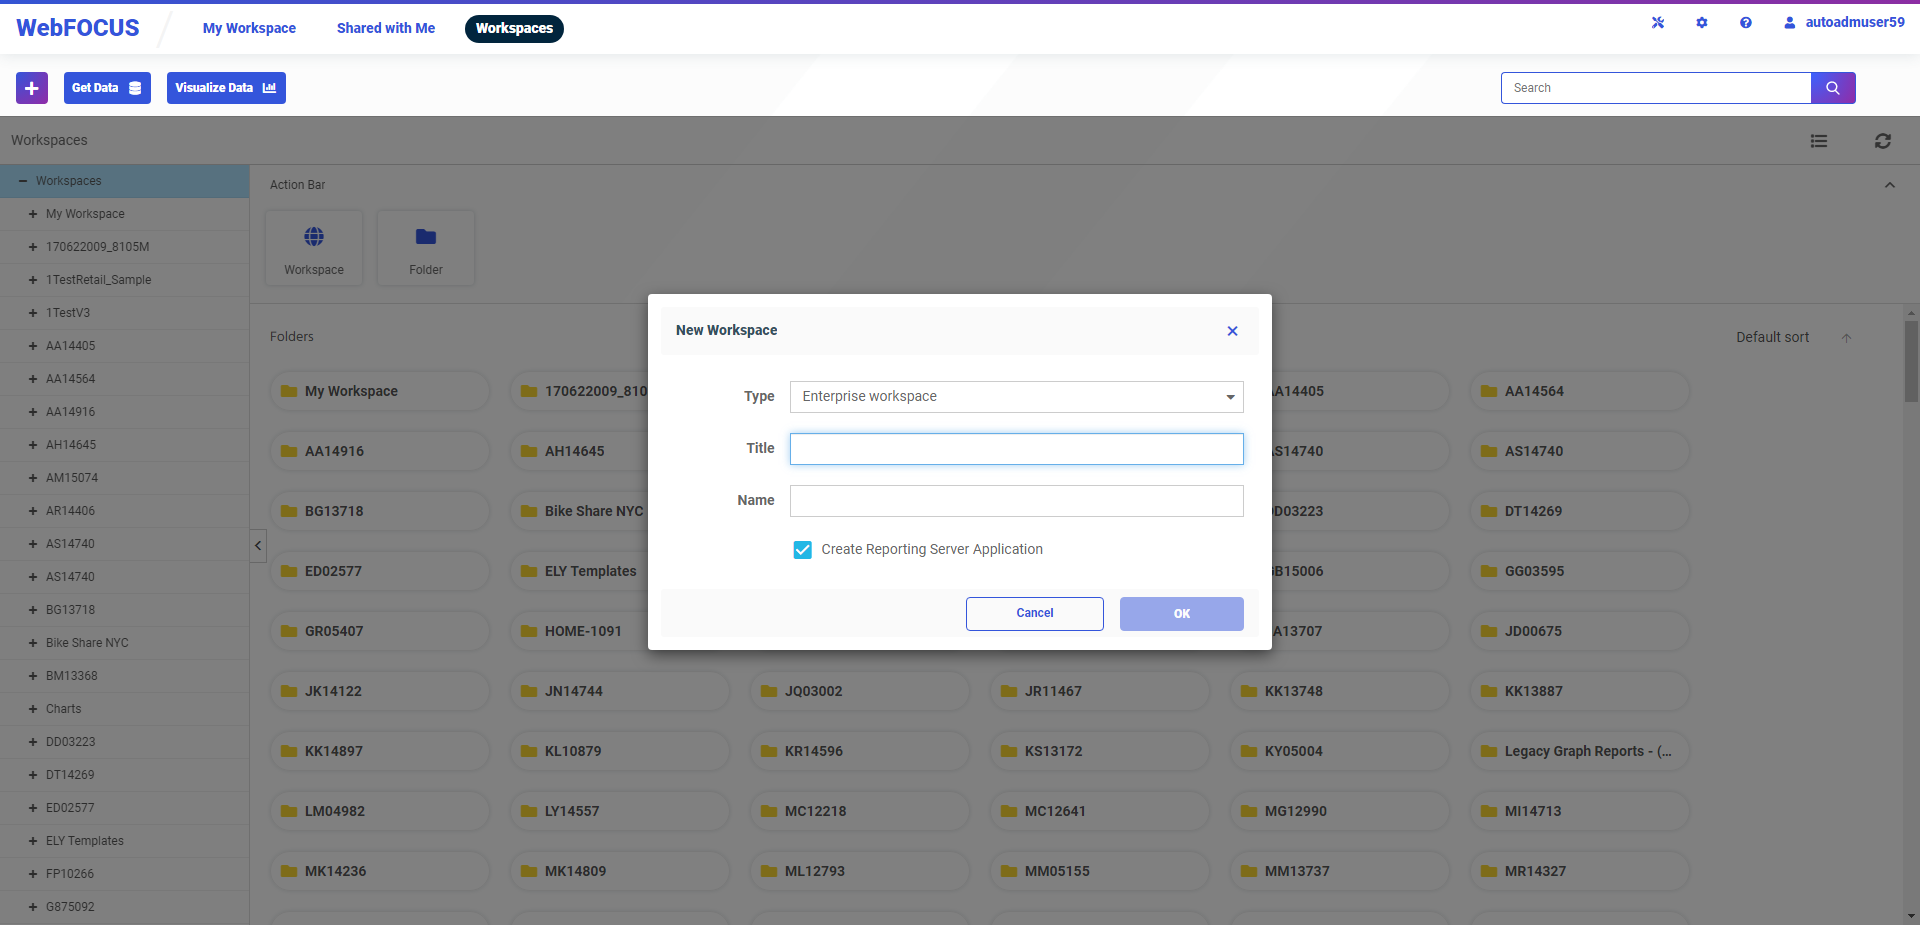 WebFOCUS
My Workspace
Shared with Me
Workspaces
autoadmuser59
Get Data
Visualize Data
Search
Workspaces
Workspaces
My Workspace
170622009_8105M
1TestRetail_Sample
1TestV3
AA14405
AA14564
AA14916
AH14645
AM15074
AR14406
AS14740
AS14740
BG13718
Bike Share NYC
BM13368
Charts
DD03223
DT14269
ED02577
ELY Templates
FP10266
G875092
Action Bar
Workspace
Folder
Folders
Default sort
My Workspace
170622009_810
AA14405
AA14564
AA14916
AH14645
AS14740
AS14740
BG13718
Bike Share NYC
DD03223
DT14269
ED02577
ELY Templates
GB15006
GG03595
GR05407
HOME-1091
A13707
JD00675
JK14122
JN14744
JQ03002
JR11467
KK13748
KK13887
KK14897
KL10879
KR14596
KS13172
KY05004
Legacy Graph Reports - (...
LM04982
LY14557
MC12218
MC12641
MG12990
MI14713
MK14236
MK14809
ML12793
MM05155
MM13737
MR14327
New Workspace
Type
Enterprise workspace
Title
Name
Create Reporting Server Application
Cancel
OK